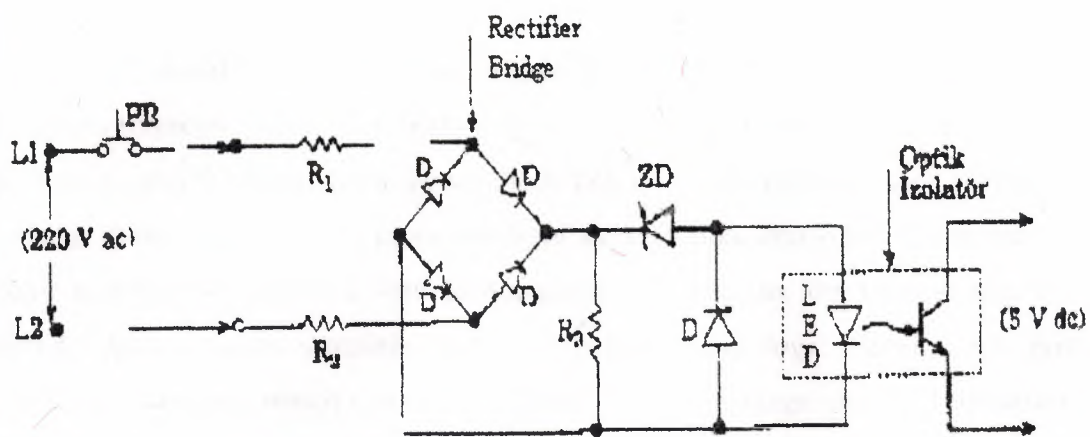 Rectifier
Bridge
PB
L1
R1
D
D
ZD
Optik
İzolatör
(220 V ac)
D
D
L2
R2
R3
D
L
E
D
(5 V dc)